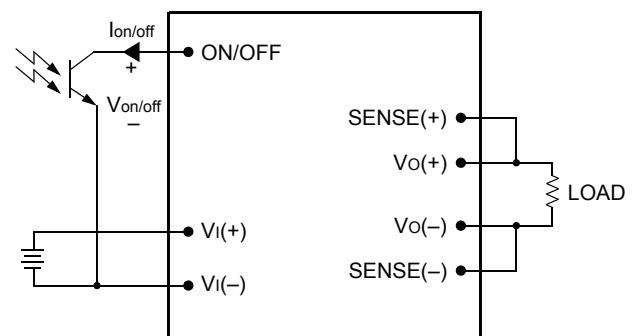 Ion/off
+
ON/OFF
Von/off
–
SENSE(+)
VO(+)
LOAD
VI(+)
VO(–)
VI(–)
SENSE(–)